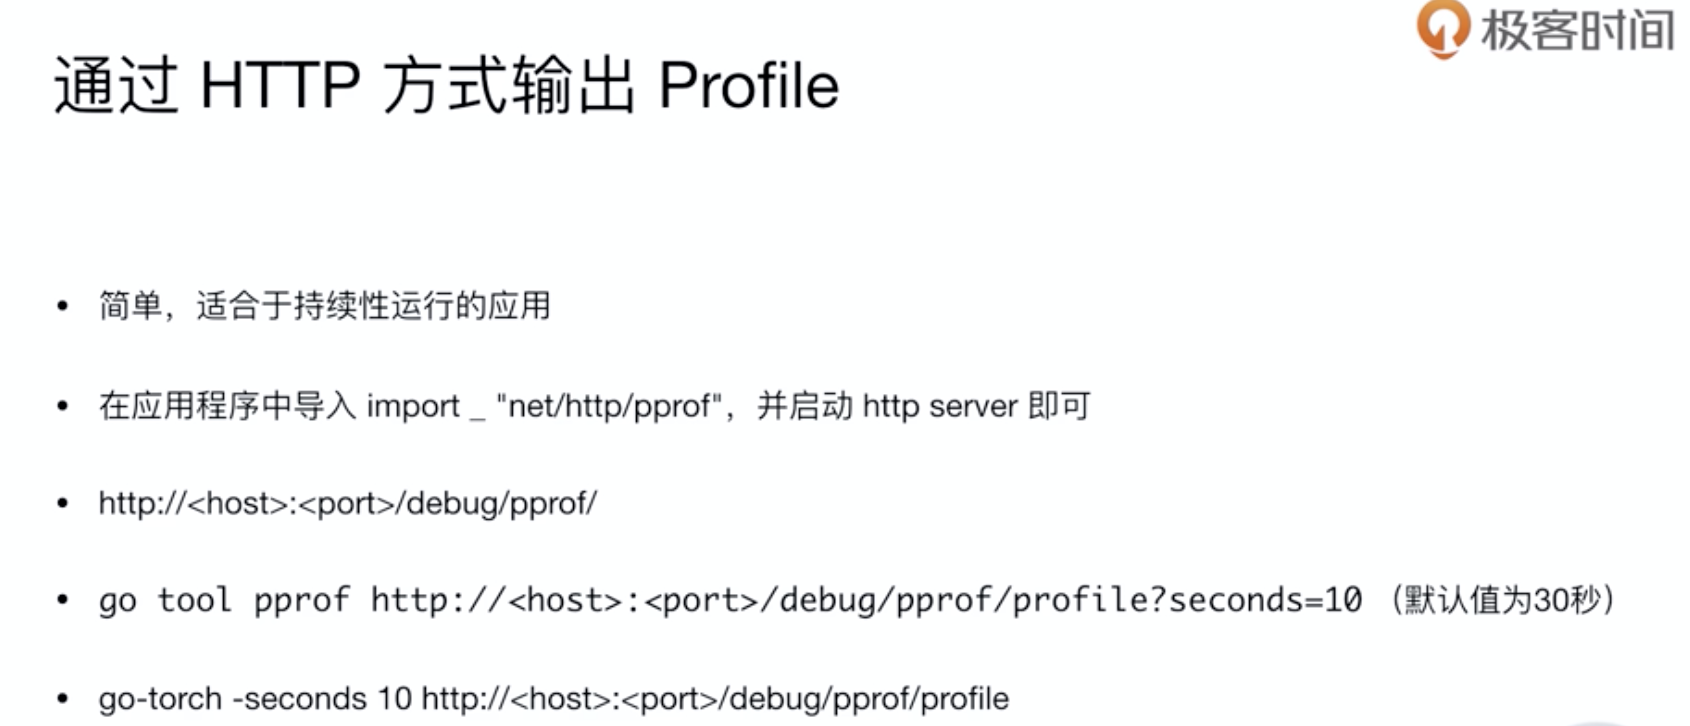 极客时间
通过 HTTP 方式输出 Profile
• 简单，适合于持续性运行的应用
• 在应用程序中导入 import _ "net/http/pprof"，并启动 http server 即可
• http://<host>:<port>/debug/pprof/
• go tool pprof http://<host>:<port>/debug/pprof/profile?seconds=10 （默认值为30秒）
• go-torch -seconds 10 http://<host>:<port>/debug/pprof/profile